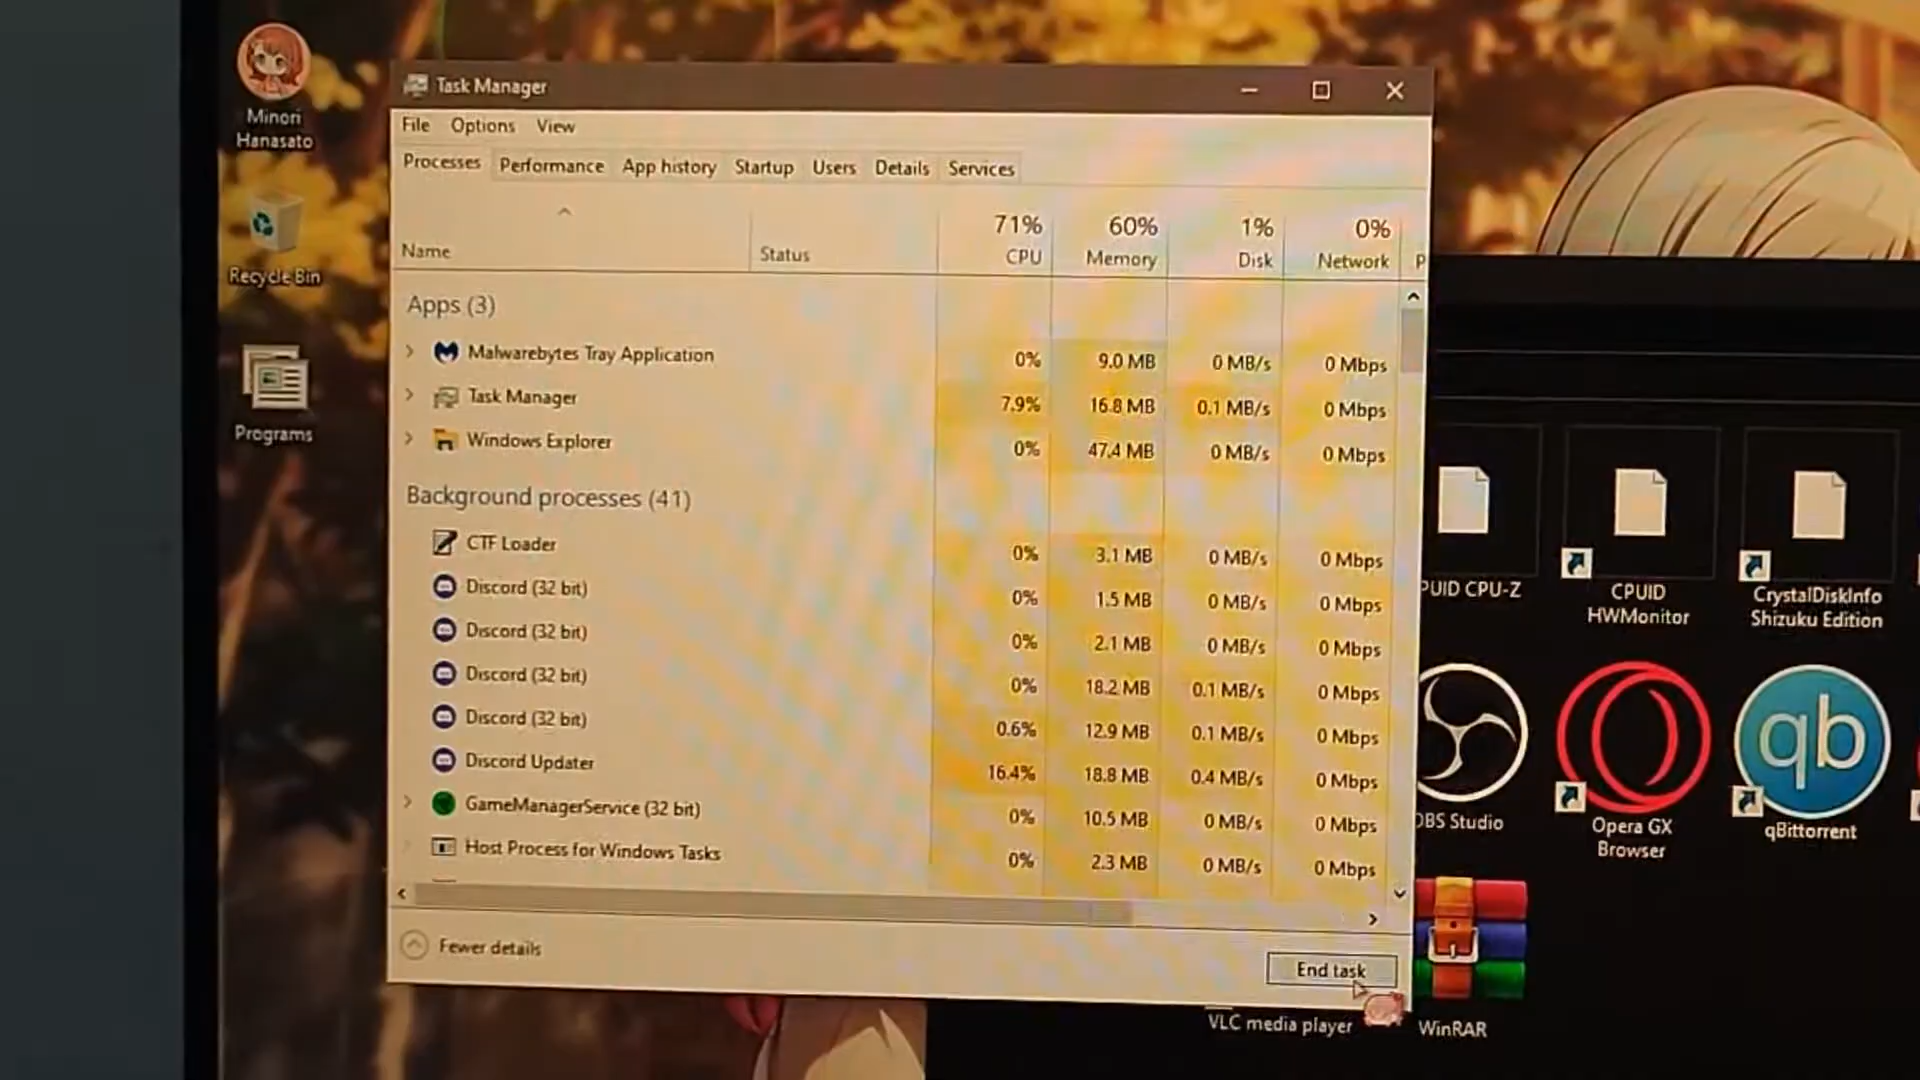 Minori
Hanasato
Recycle Bin
Programs
Task Manager
File Options View
Processes Performance App history Startup Users Details Services
71% 60% 1% 0%
Name Status CPU Memory Disk Network P
Apps (3)
Malwarebytes Tray Application 0% 9.0 MB 0 MB/s 0 Mbps
Task Manager 7.9% 16.8 MB 0.1 MB/s 0 Mbps
Windows Explorer 0% 47.4 MB 0 MB/s 0 Mbps
Background processes (41)
CTF Loader 0% 3.1 MB 0 MB/s 0 Mbps
Discord (32 bit) 0% 1.5 MB 0 MB/s 0 Mbps
Discord (32 bit) 0% 2.1 MB 0 MB/s 0 Mbps
Discord (32 bit) 0% 18.2 MB 0.1 MB/s 0 Mbps
Discord (32 bit) 0.6% 12.9 MB 0.1 MB/s 0 Mbps
Discord Updater 16.4% 18.8 MB 0.4 MB/s 0 Mbps
GameManagerService (32 bit) 0% 10.5 MB 0 MB/s 0 Mbps
Host Process for Windows Tasks 0% 2.3 MB 0 MB/s 0 Mbps
Fewer details
End task
PUID CPU-Z
CPUID
HWMonitor
CrystalDiskInfo
Shizuku Edition
OBS Studio
Opera GX
Browser
qb
qBittorrent
VLC media player
WinRAR